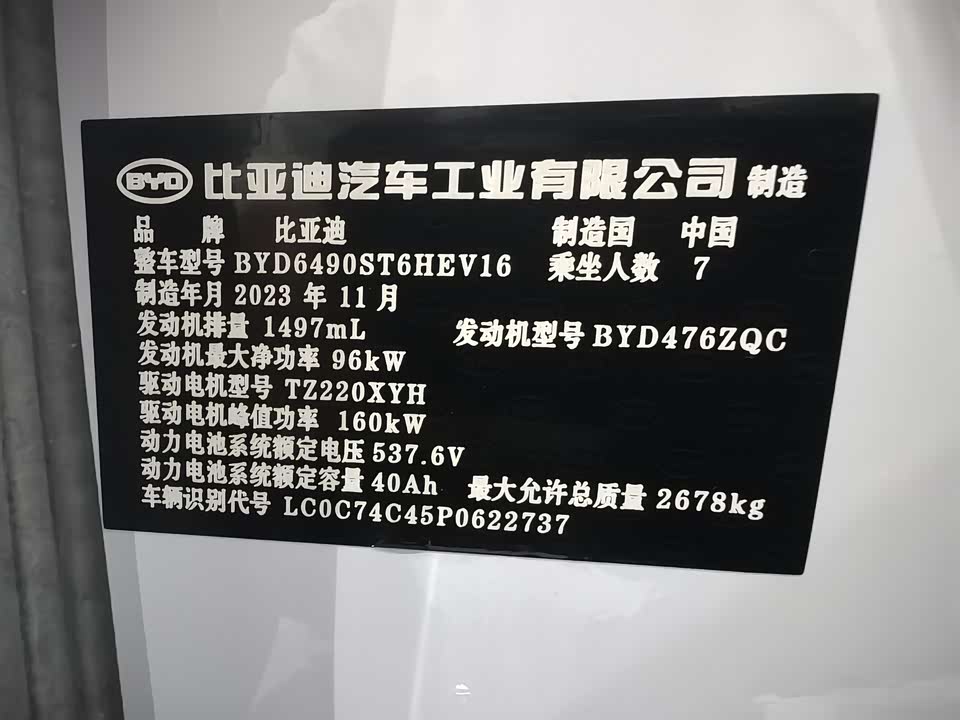 BYD 比亚迪汽车工业有限公司 制造
品 牌 比亚迪 制造国 中国
整车型号 BYD6490ST6HEV16 乘坐人数 7
制造年月 2023 年 11 月
发动机排量 1497mL 发动机型号 BYD476ZQC
发动机最大净功率 96kW
驱动电机型号 TZ220XYH
驱动电机峰值功率 160kW
动力电池系统额定电压 537.6V
动力电池系统额定容量 40Ah 最大允许总质量 2678kg
车辆识别代号 LC0C74C45P0622737